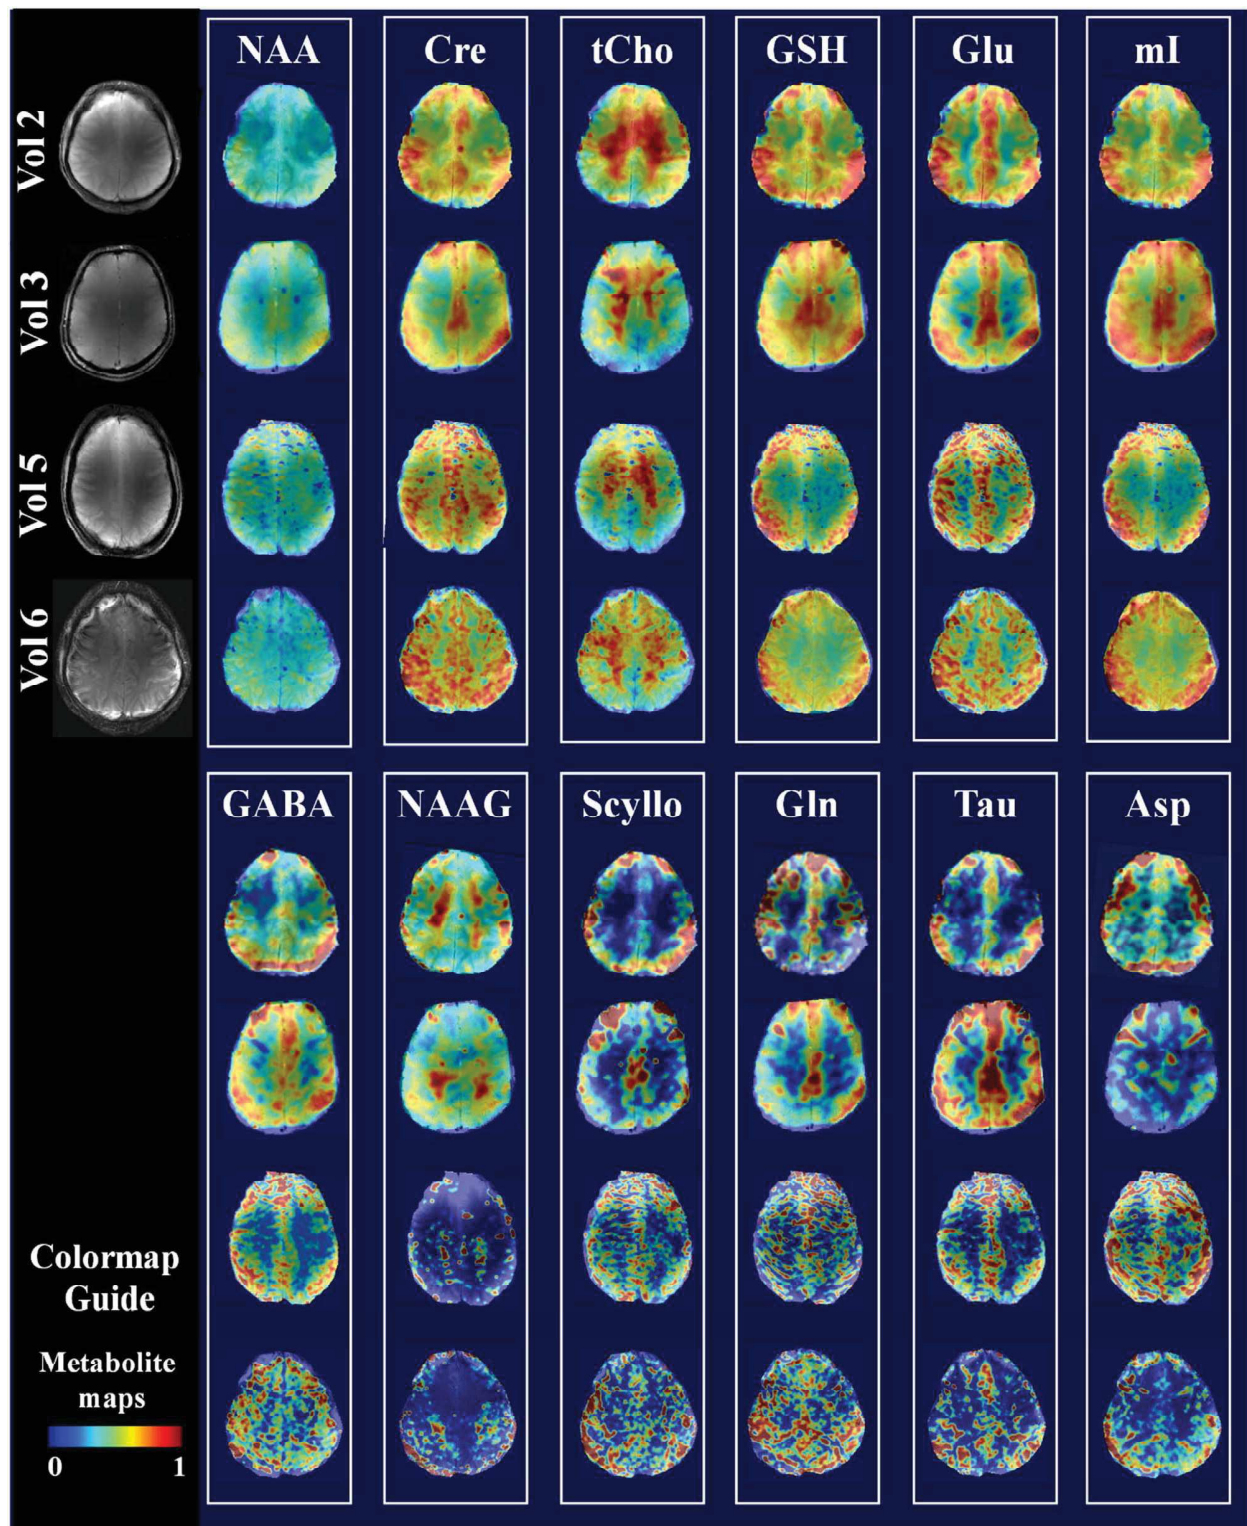 NAA Cre tCho GSH Glu mI
Vol 2
Vol 3
Vol 5
Vol 6
GABA NAAG Scyllo Gln Tau Asp
Colormap
Guide
Metabolite
maps
0 1